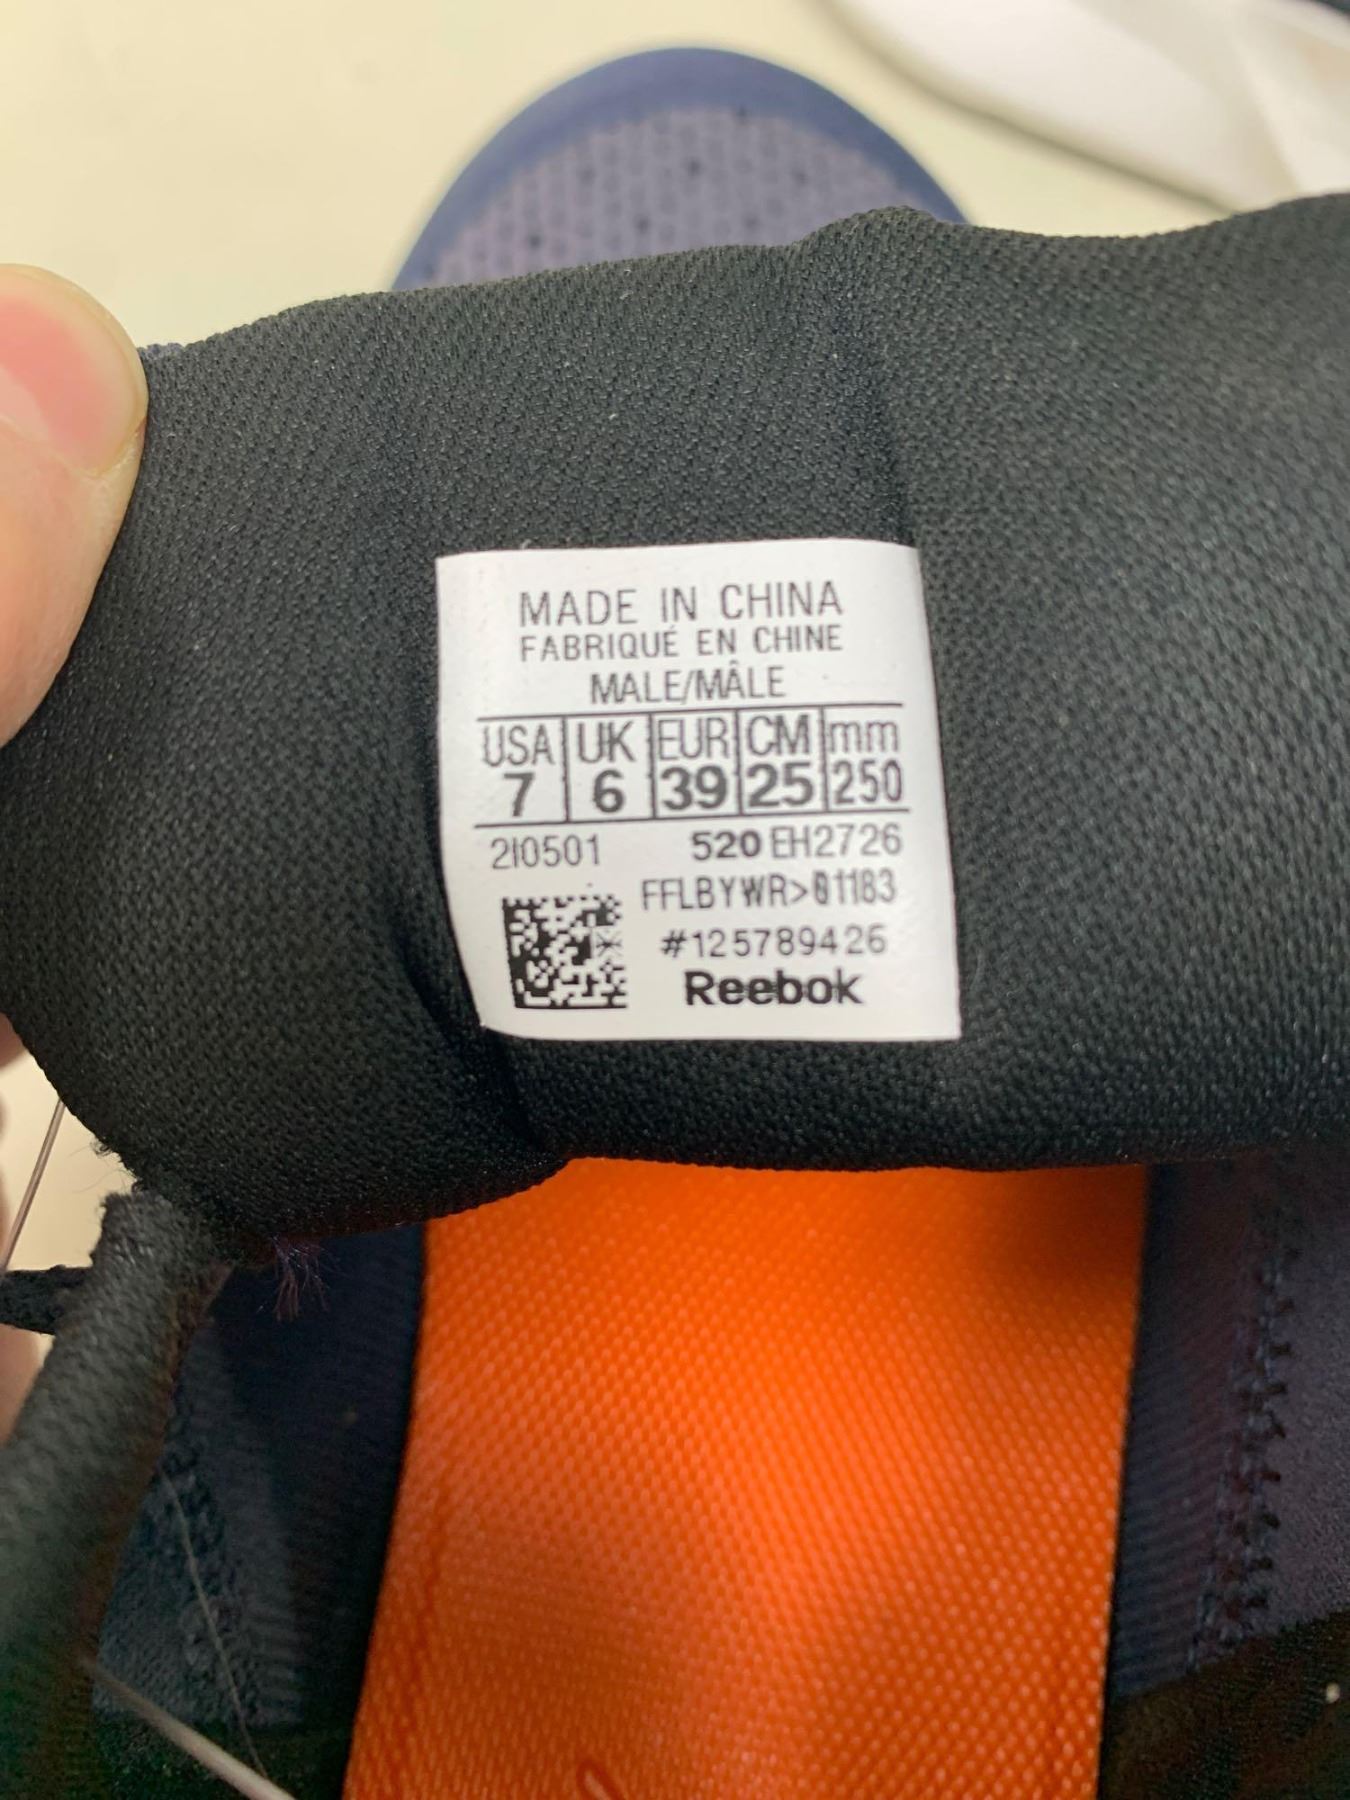 MADE IN CHINA
FABRIQUÉ EN CHINE
MALE/MÂLE
USA UK EUR CM mm
7 6 39 25 250
2I0501 520 EH2726
FFLBYWR>01183
#125789426
Reebok